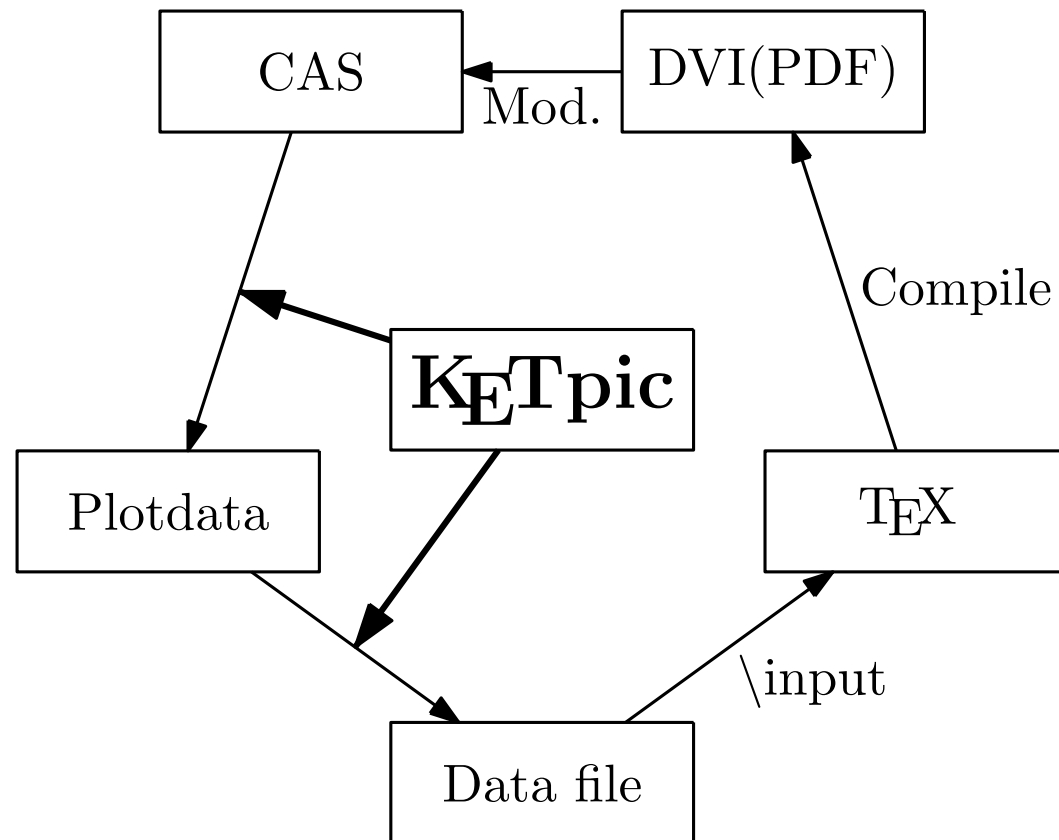 CAS
DVI(PDF)
Mod.
Compile
KETpic
Plotdata
TEX
\input
Data file